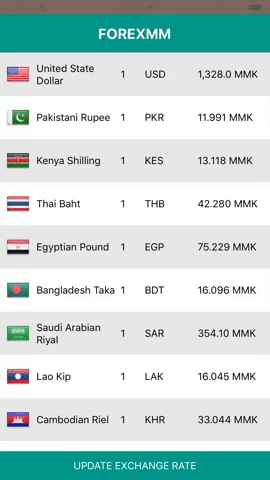 FOREXMM
United State Dollar 1 USD 1,328.0 MMK
Pakistani Rupee 1 PKR 11.991 MMK
Kenya Shilling 1 KES 13.118 MMK
Thai Baht 1 THB 42.280 MMK
Egyptian Pound 1 EGP 75.229 MMK
Bangladesh Taka 1 BDT 16.096 MMK
Saudi Arabian Riyal 1 SAR 354.10 MMK
Lao Kip 1 LAK 16.045 MMK
Cambodian Riel 1 KHR 33.044 MMK
UPDATE EXCHANGE RATE